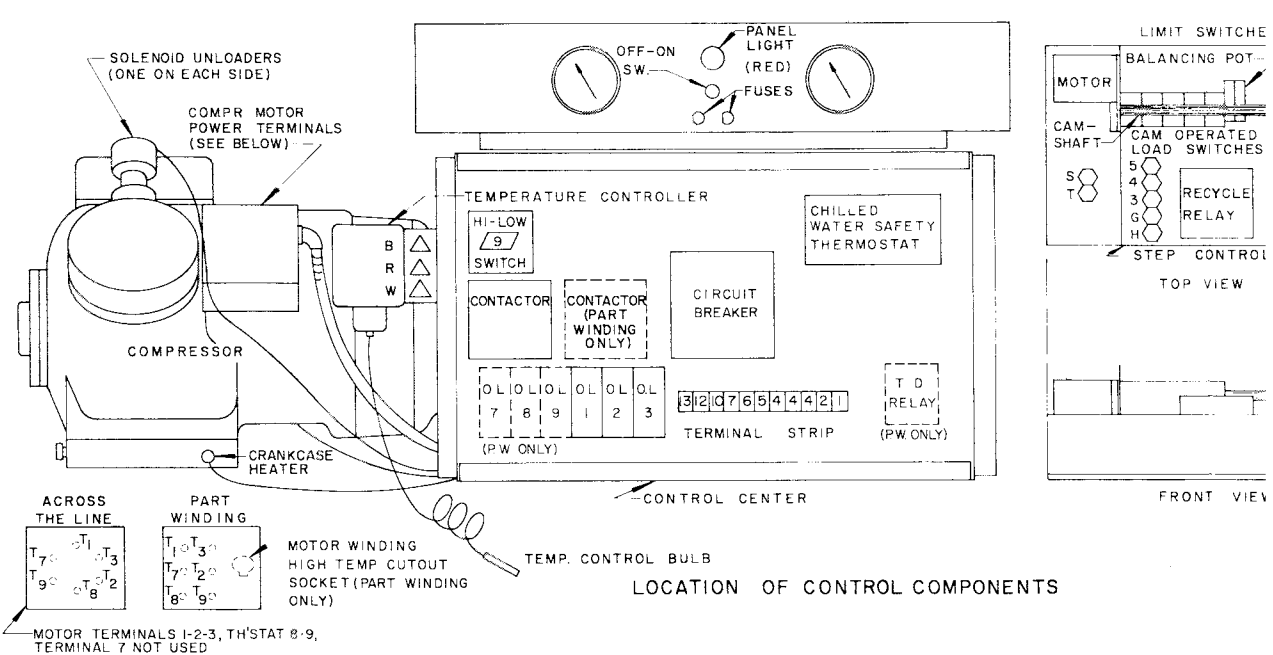 SOLENOID UNLOADERS
(ONE ON EACH SIDE)
COMPR MOTOR
POWER TERMINALS
(SEE BELOW)
OFF-ON
SW.
PANEL
LIGHT
(RED)
FUSES
LIMIT SWITCHE
BALANCING POT
MOTOR
CAM-
SHAFT
CAM OPERATED
LOAD SWITCHES
S
T
5
4
3
G
H
RECYCLE
RELAY
STEP CONTROL
TOP VIEW
TEMPERATURE CONTROLLER
HI-LOW
9
SWITCH
B
R
W
CHILLED
WATER SAFETY
THERMOSTAT
CONTACTOR
CONTACTOR
(PART
WINDING
ONLY)
CIRCUIT
BREAKER
COMPRESSOR
OL OL OL OL OL O.L
7 8 9 1 2 3
(P.W ONLY)
13 12 10 7 6 5 4 4 4 2 1
TERMINAL STRIP
T D
RELAY
(P.W. ONLY)
CRANKCASE
HEATER
CONTROL CENTER
FRONT VIEW
ACROSS
THE LINE
T1
T7 T3
T9 T8 T2
PART
WINDING
T1 T3
T7 T2
T8 T9
MOTOR WINDING
HIGH TEMP CUTOUT
SOCKET (PART WINDING
ONLY)
TEMP. CONTROL BULB
LOCATION OF CONTROL COMPONENTS
MOTOR TERMINALS 1-2-3, TH'STAT 8-9,
TERMINAL 7 NOT USED